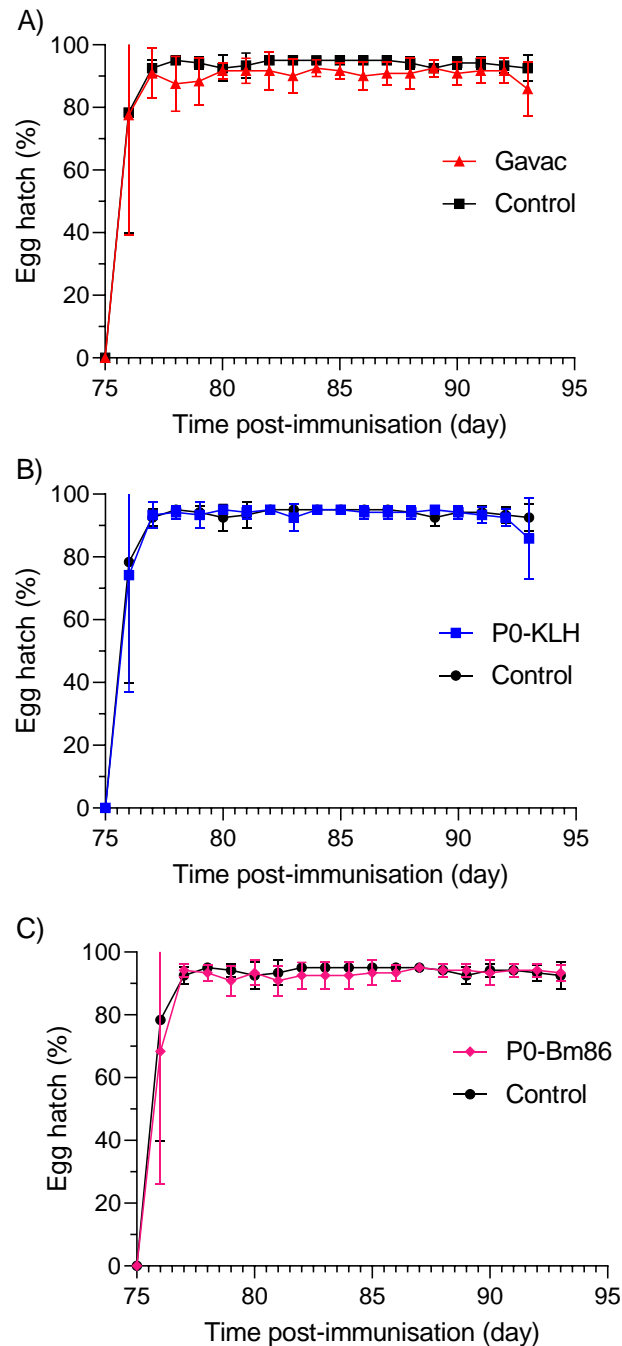 A)
100
80
60
40
20
0
Egg hatch (%)
Gavac
Control
75 80 85 90 95
Time post-immunisation (day)
B)
100
80
60
40
20
0
Egg hatch (%)
P0-KLH
Control
75 80 85 90 95
Time post-immunisation (day)
C)
100
80
60
40
20
0
Egg hatch (%)
P0-Bm86
Control
75 80 85 90 95
Time post-immunisation (day)